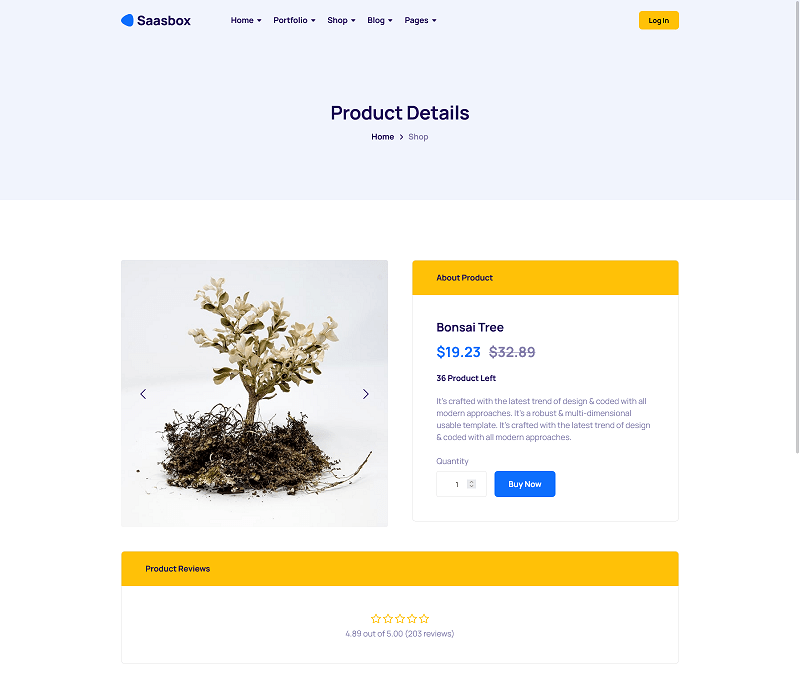 Saasbox
Home Portfolio Shop Blog Pages
Log In
Product Details
Home > Shop
About Product
Bonsai Tree
$19.23 $32.89
36 Product Left
It's crafted with the latest trend of design & coded with all
modern approaches. It's a robust & multi-dimensional
usable template. It's crafted with the latest trend of design
& coded with all modern approaches.
Quantity
1
Buy Now
Product Reviews
4.89 out of 5.00 (203 reviews)